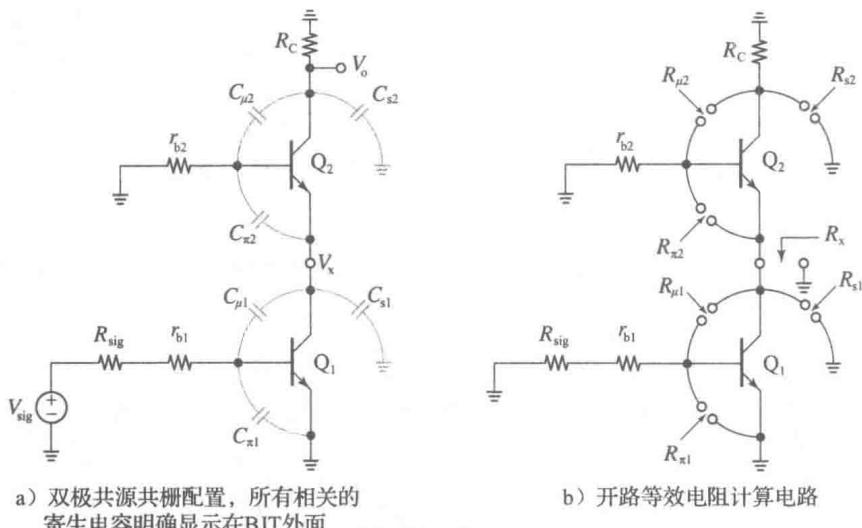 R_C
V_o
C_μ2
C_s2
r_b2
Q_2
C_π2
V_x
C_μ1
C_s1
R_sig
r_b1
Q_1
V_sig
+
−
C_π1
a）双极共源共栅配置，所有相关的
寄生电容明确显示在BJT外面
R_C
R_μ2
R_s2
r_b2
Q_2
R_π2
R_x
R_μ1
R_s1
R_sig
r_b1
Q_1
R_π1
b）开路等效电阻计算电路